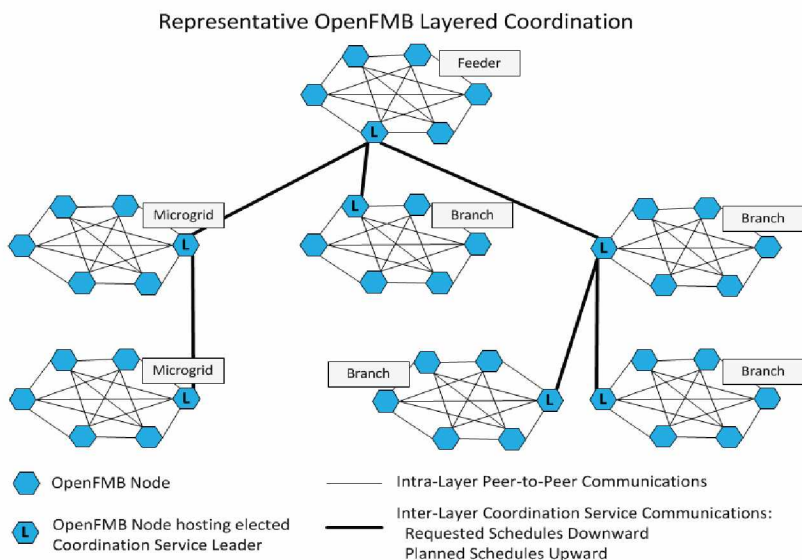 Representative OpenFMB Layered Coordination
Feeder
L
Microgrid
L
L
Branch
L
Branch
Microgrid
L
Branch
L
L
Branch
OpenFMB Node
Intra-Layer Peer-to-Peer Communications
L
OpenFMB Node hosting elected
Coordination Service Leader
Inter-Layer Coordination Service Communications:
Requested Schedules Downward
Planned Schedules Upward